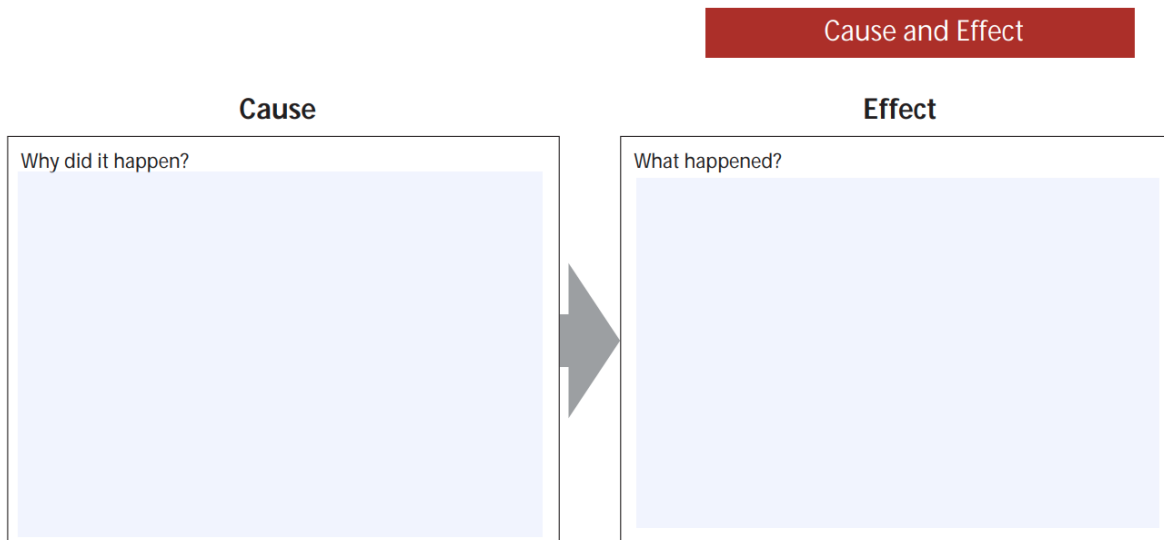 Cause and Effect
Cause
Effect
Why did it happen?
What happened?